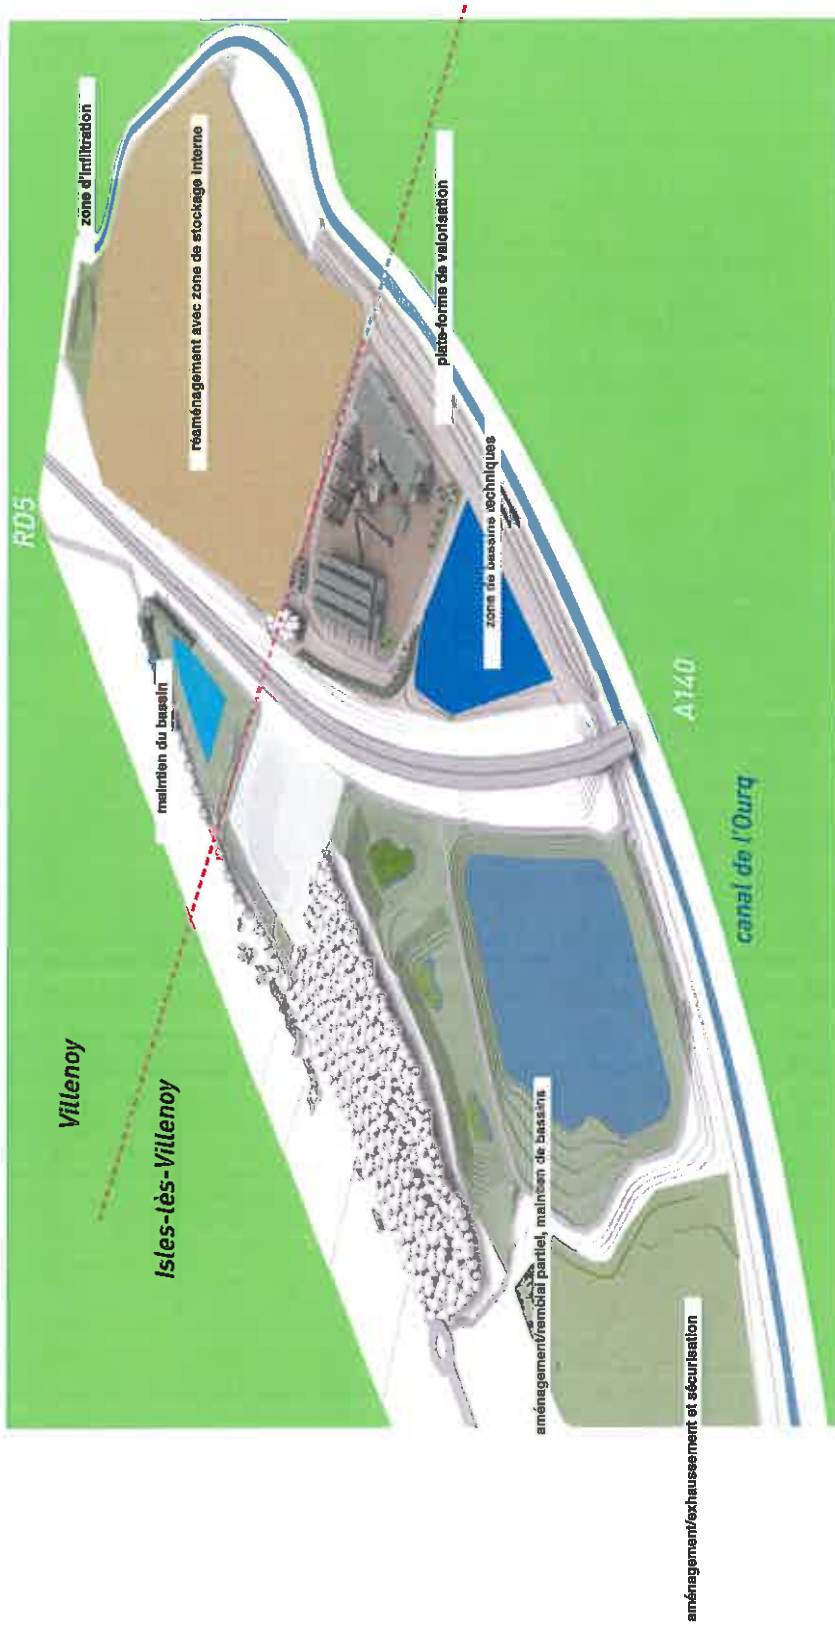 RD5
zone d'infiltration
réaménagement avec zone de stockage interne
plate-forme de valorisation
zone de bassins techniques
maintien du bassin
A140
canal de l'Ourq
Villenoy
Isles-lès-Villenoy
aménagement/remblai partiel, maintien de bassins
aménagement/exhaussement et sécurisation